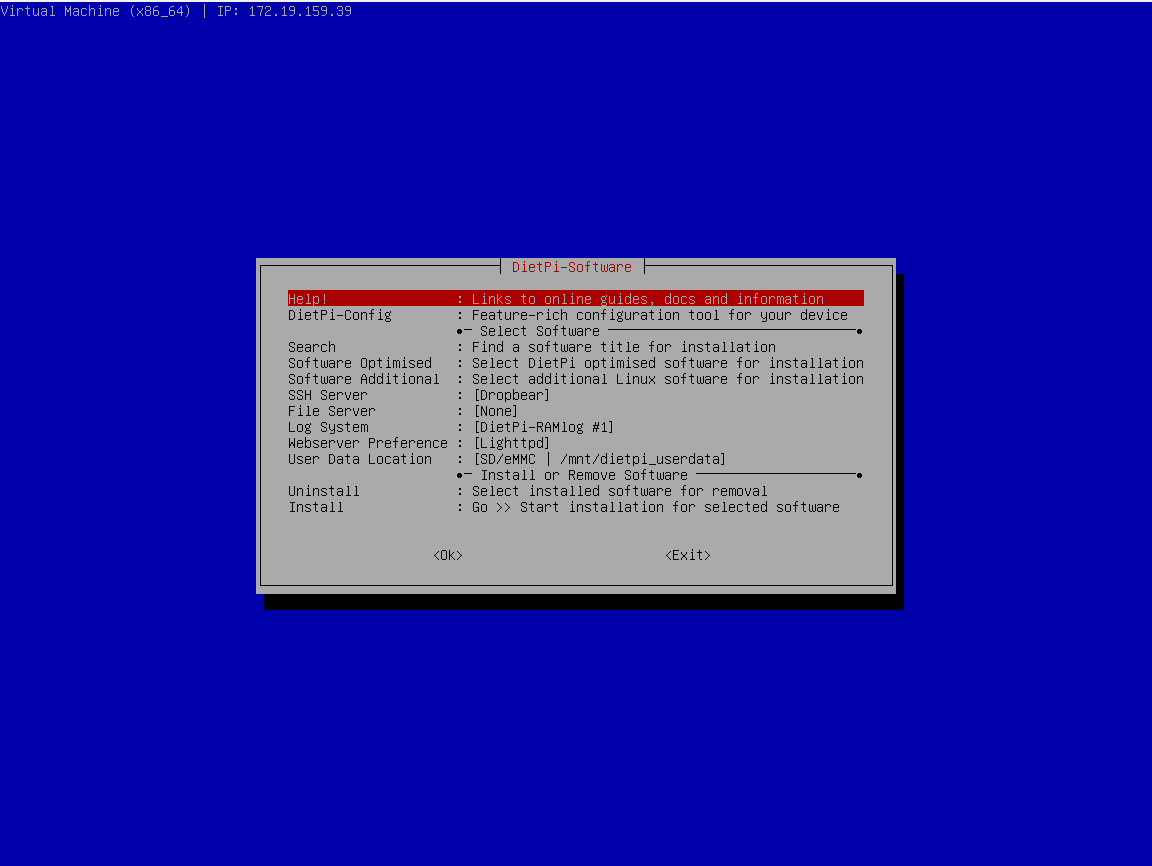 Virtual Machine (x86_64) | IP: 172.19.159.39
DietPi-Software
Help! : Links to online guides, docs and information
DietPi-Config : Feature-rich configuration tool for your device
●─ Select Software ─●
Search : Find a software title for installation
Software Optimised : Select DietPi optimised software for installation
Software Additional : Select additional Linux software for installation
SSH Server : [Dropbear]
File Server : [None]
Log System : [DietPi-RAMlog #1]
Webserver Preference : [Lighttpd]
User Data Location : [SD/eMMC | /mnt/dietpi_userdata]
●─ Install or Remove Software ─●
Uninstall : Select installed software for removal
Install : Go >> Start installation for selected software
<Ok> <Exit>